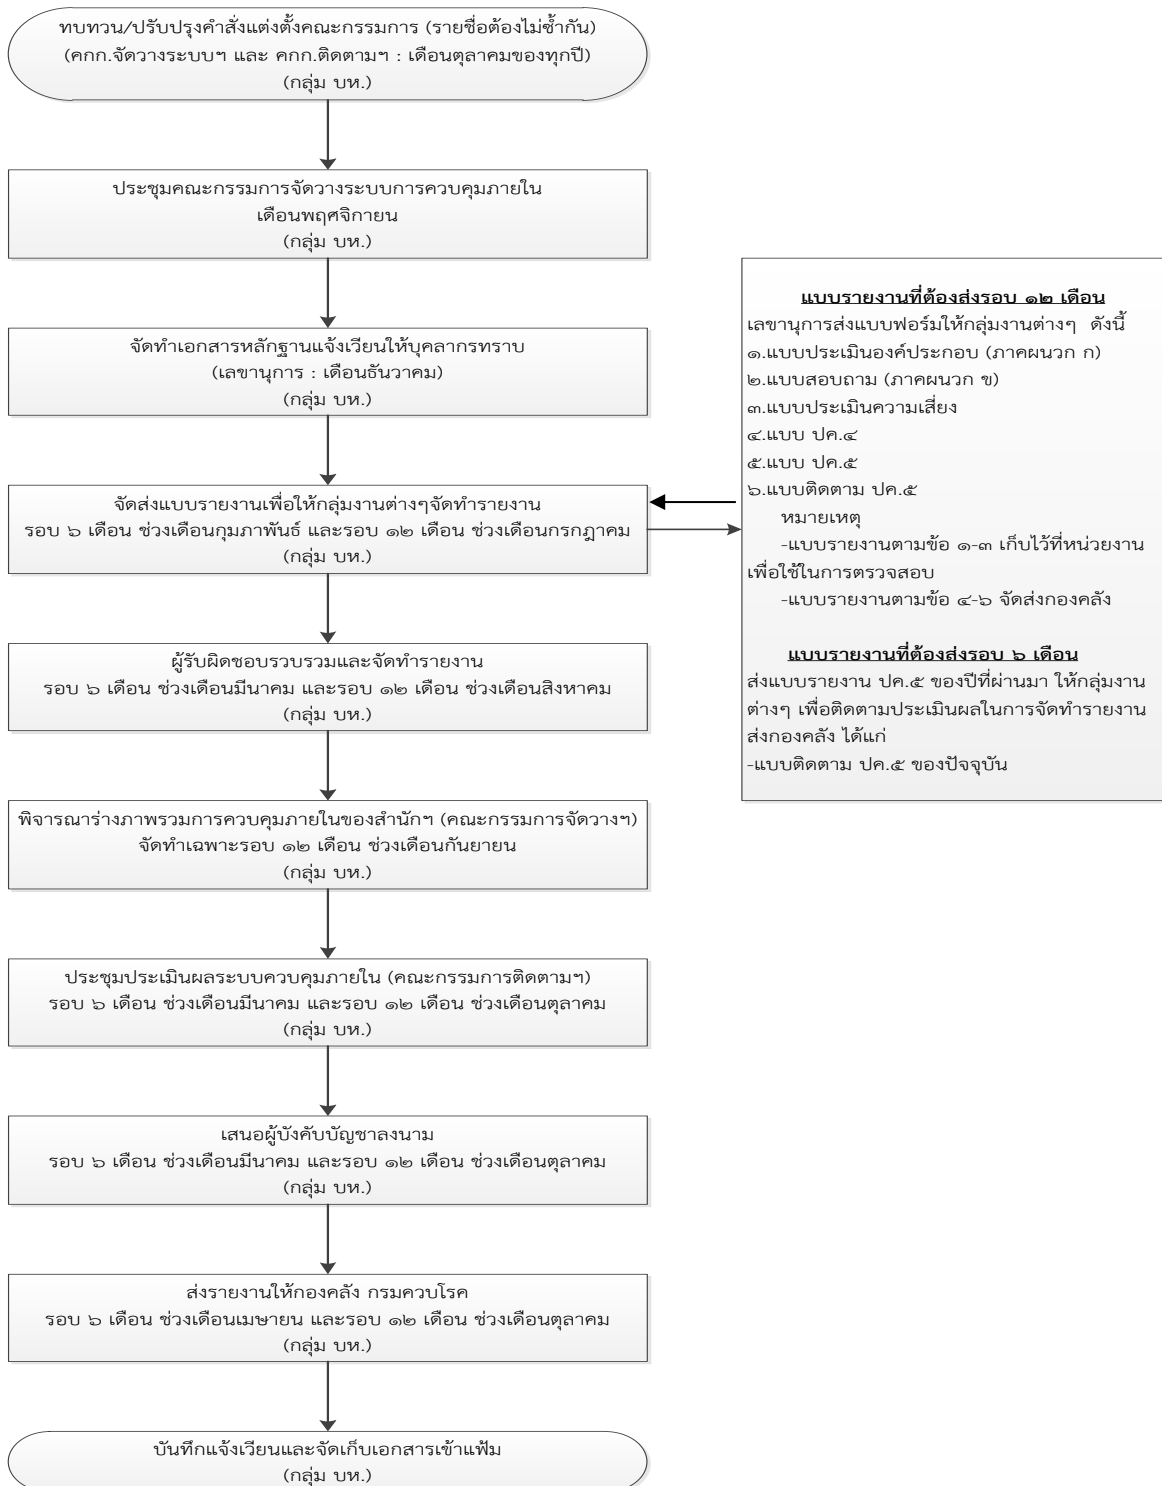 ทบทวน/ปรับปรุงคำสั่งแต่งตั้งคณะกรรมการ (รายชื่อต้องไม่ซ้ำกัน)
(คกก.จัดวางระบบฯ และ คกก.ติดตามฯ : เดือนตุลาคมของทุกปี)
(กลุ่ม บห.)
ประชุมคณะกรรมการจัดวางระบบการควบคุมภายใน
เดือนพฤศจิกายน
(กลุ่ม บห.)
จัดทำเอกสารหลักฐานแจ้งเวียนให้บุคลากรทราบ
(เลขานุการ : เดือนธันวาคม)
(กลุ่ม บห.)
จัดส่งแบบรายงานเพื่อให้กลุ่มงานต่างๆจัดทำรายงาน
รอบ ๖ เดือน ช่วงเดือนกุมภาพันธ์ และรอบ ๑๒ เดือน ช่วงเดือนกรกฎาคม
(กลุ่ม บห.)
แบบรายงานที่ต้องส่งรอบ ๑๒ เดือน
เลขานุการส่งแบบฟอร์มให้กลุ่มงานต่างๆ ดังนี้
๑.แบบประเมินองค์ประกอบ (ภาคผนวก ก)
๒.แบบสอบถาม (ภาคผนวก ข)
๓.แบบประเมินความเสี่ยง
๔.แบบ ปค.๔
๕.แบบ ปค.๕
๖.แบบติดตาม ปค.๕
หมายเหตุ
-แบบรายงานตามข้อ ๑-๓ เก็บไว้ที่หน่วยงาน
เพื่อใช้ในการตรวจสอบ
-แบบรายงานตามข้อ ๔-๖ จัดส่งกองคลัง
แบบรายงานที่ต้องส่งรอบ ๖ เดือน
ส่งแบบรายงาน ปค.๕ ของปีที่ผ่านมา ให้กลุ่มงาน
ต่างๆ เพื่อติดตามประเมินผลในการจัดทำรายงาน
ส่งกองคลัง ได้แก่
-แบบติดตาม ปค.๕ ของปัจจุบัน
ผู้รับผิดชอบรวบรวมและจัดทำรายงาน
รอบ ๖ เดือน ช่วงเดือนมีนาคม และรอบ ๑๒ เดือน ช่วงเดือนสิงหาคม
(กลุ่ม บห.)
พิจารณาร่างภาพรวมการควบคุมภายในของสำนักฯ (คณะกรรมการจัดวางฯ)
จัดทำเฉพาะรอบ ๑๒ เดือน ช่วงเดือนกันยายน
(กลุ่ม บห.)
ประชุมประเมินผลระบบควบคุมภายใน (คณะกรรมการติดตามฯ)
รอบ ๖ เดือน ช่วงเดือนมีนาคม และรอบ ๑๒ เดือน ช่วงเดือนตุลาคม
(กลุ่ม บห.)
เสนอผู้บังคับบัญชาลงนาม
รอบ ๖ เดือน ช่วงเดือนมีนาคม และรอบ ๑๒ เดือน ช่วงเดือนตุลาคม
(กลุ่ม บห.)
ส่งรายงานให้กองคลัง กรมควบโรค
รอบ ๖ เดือน ช่วงเดือนเมษายน และรอบ ๑๒ เดือน ช่วงเดือนตุลาคม
(กลุ่ม บห.)
บันทึกแจ้งเวียนและจัดเก็บเอกสารเข้าแฟ้ม
(กลุ่ม บห.)